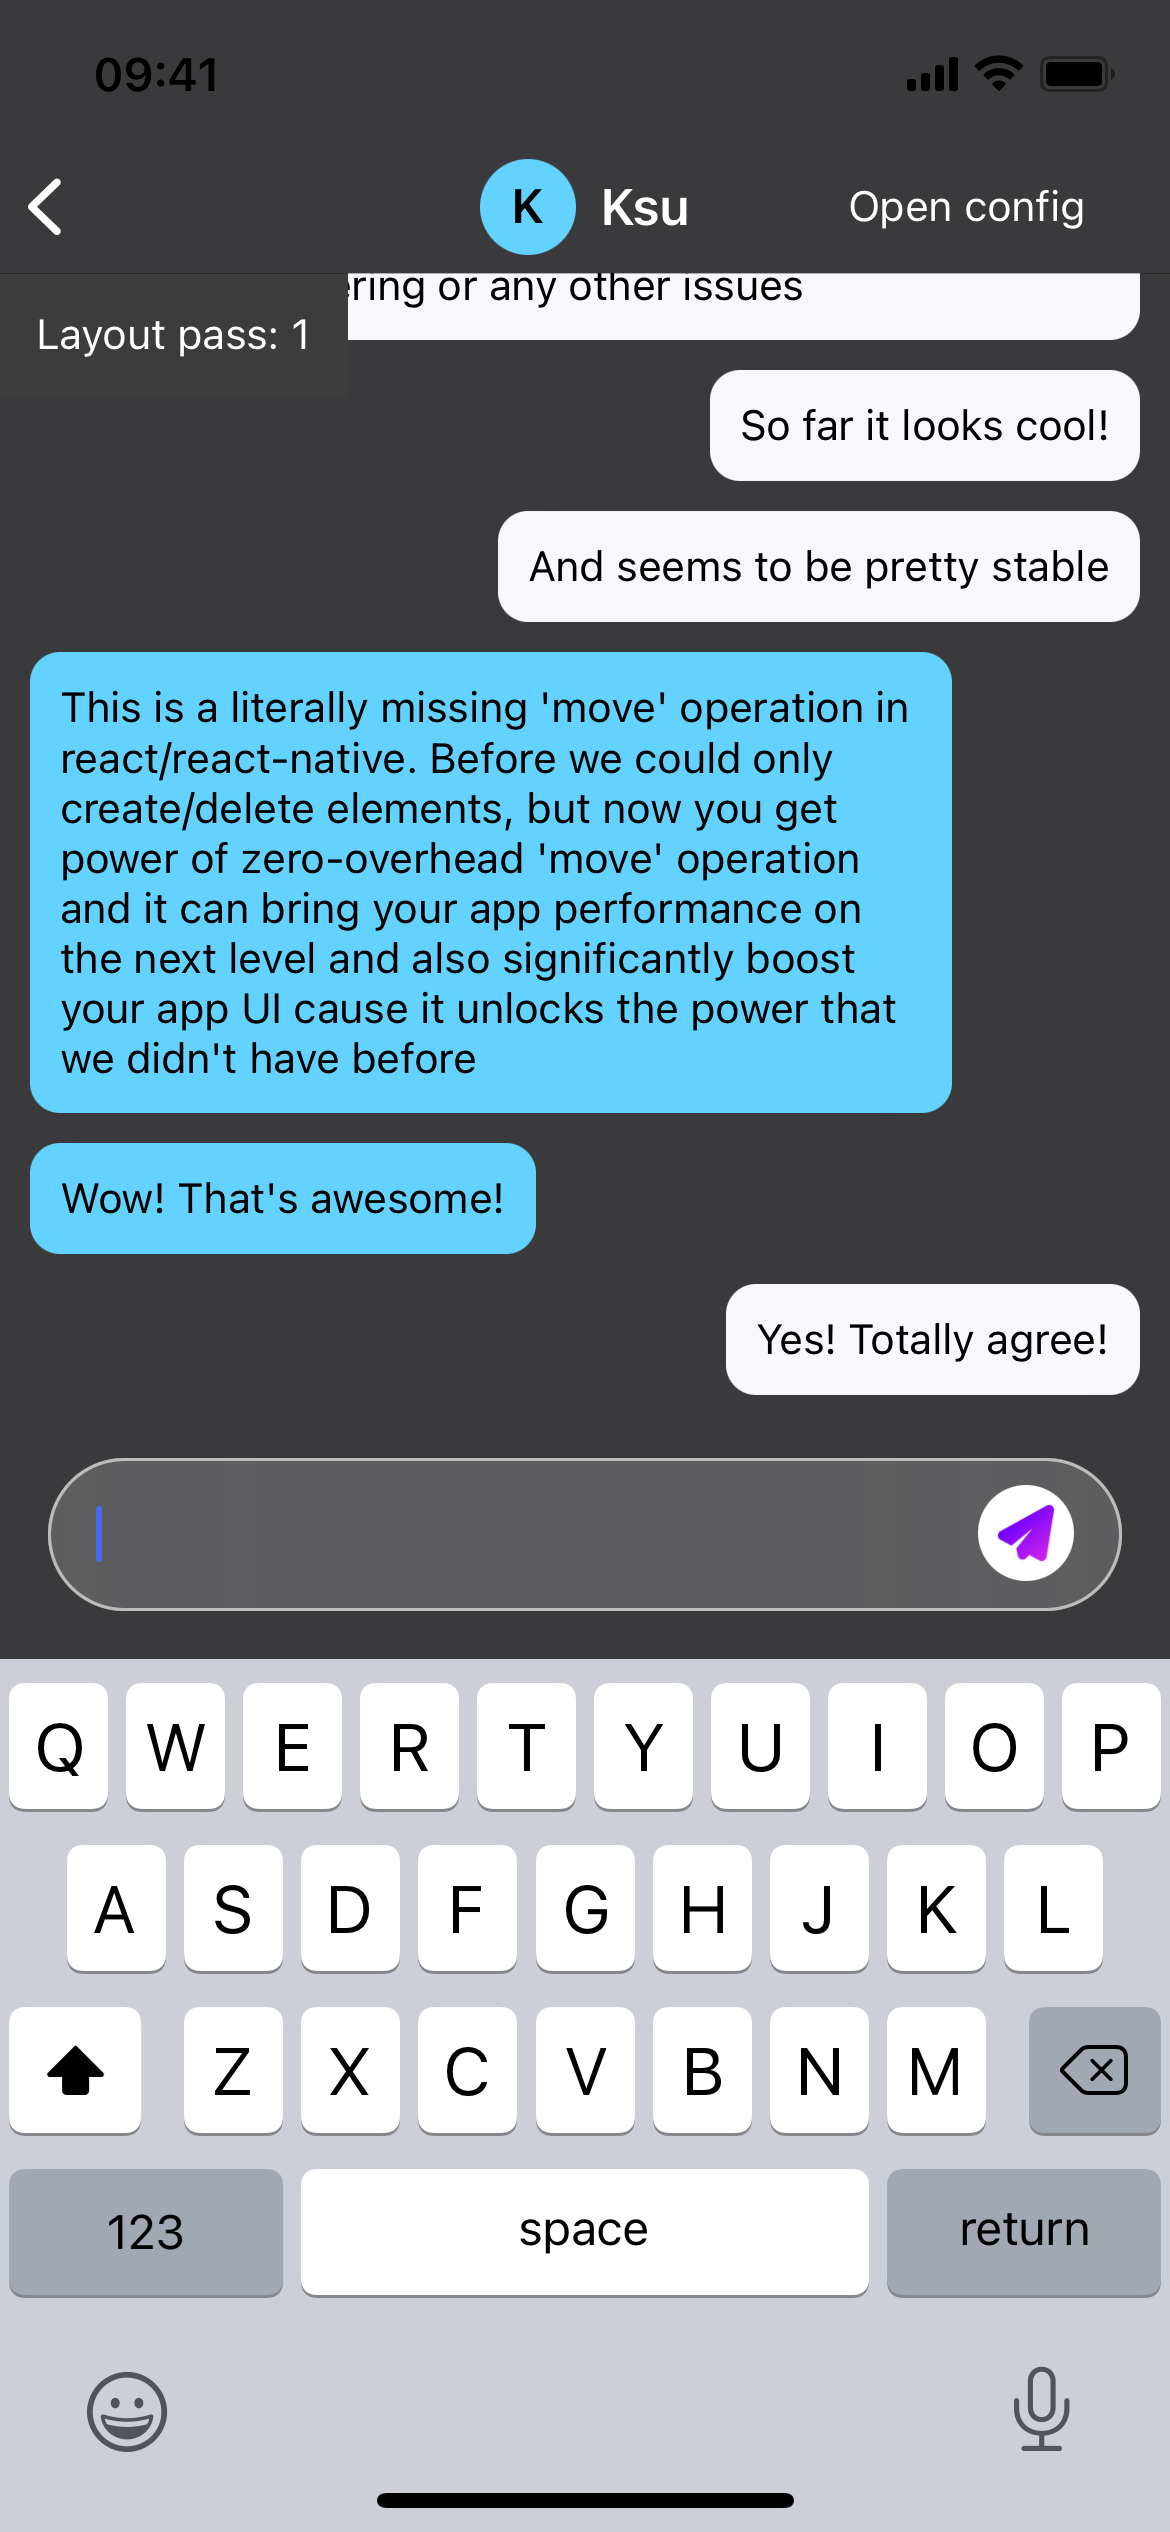 09:41
K
Ksu
Open config
Layout pass: 1
ering or any other issues
So far it looks cool!
And seems to be pretty stable
This is a literally missing 'move' operation in
react/react-native. Before we could only
create/delete elements, but now you get
power of zero-overhead 'move' operation
and it can bring your app performance on
the next level and also significantly boost
your app UI cause it unlocks the power that
we didn't have before
Wow! That's awesome!
Yes! Totally agree!
Q W E R T Y U I O P
A S D F G H J K L
Z X C V B N M
123 space return